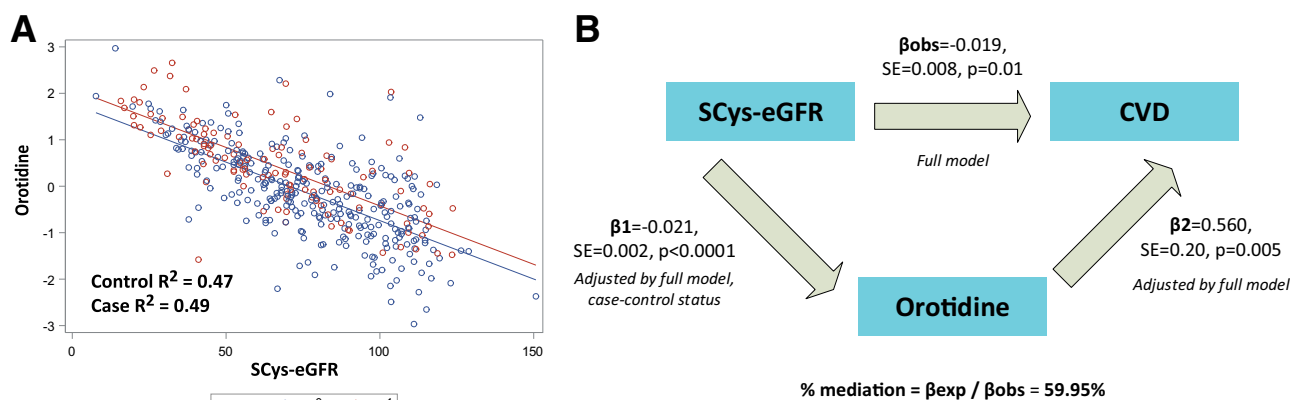 A
3
2
1
0
-1
-2
-3
Orotidine
Control R² = 0.47
Case R² = 0.49
0 50 100 150
SCys-eGFR
B
βobs=-0.019,
SE=0.008, p=0.01
SCys-eGFR
CVD
Full model
β1=-0.021,
SE=0.002, p<0.0001
Adjusted by full model,
case-control status
β2=0.560,
SE=0.20, p=0.005
Adjusted by full model
Orotidine
% mediation = βexp / βobs = 59.95%